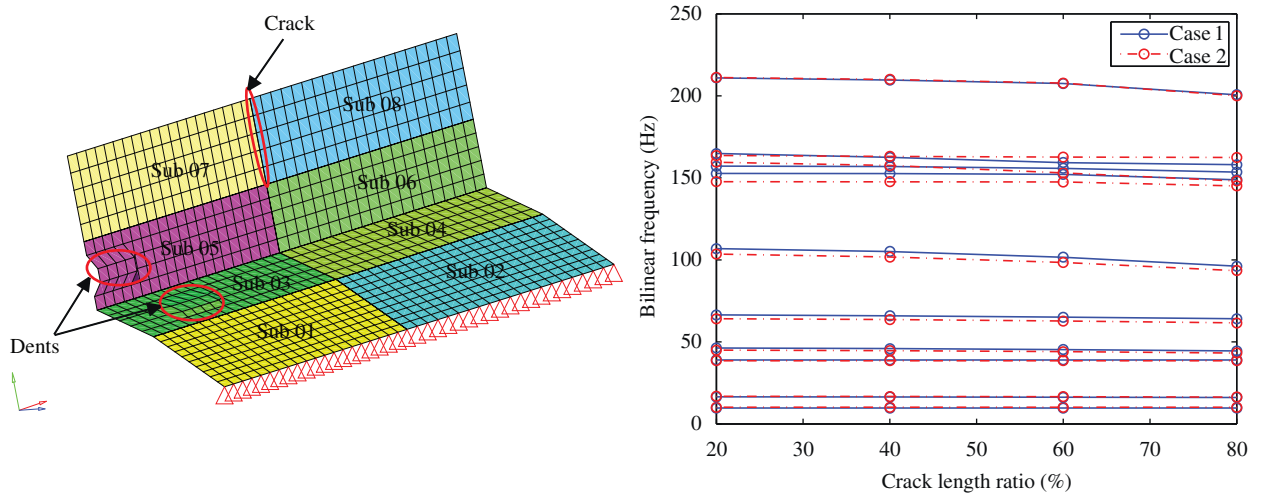 Crack
Sub 08
Sub 07
Sub 06
Sub 05
Sub 04
Sub 03
Sub 02
Sub 01
Dents
250
200
150
100
50
0
Bilinear frequency (Hz)
Case 1
Case 2
20 30 40 50 60 70 80
Crack length ratio (%)